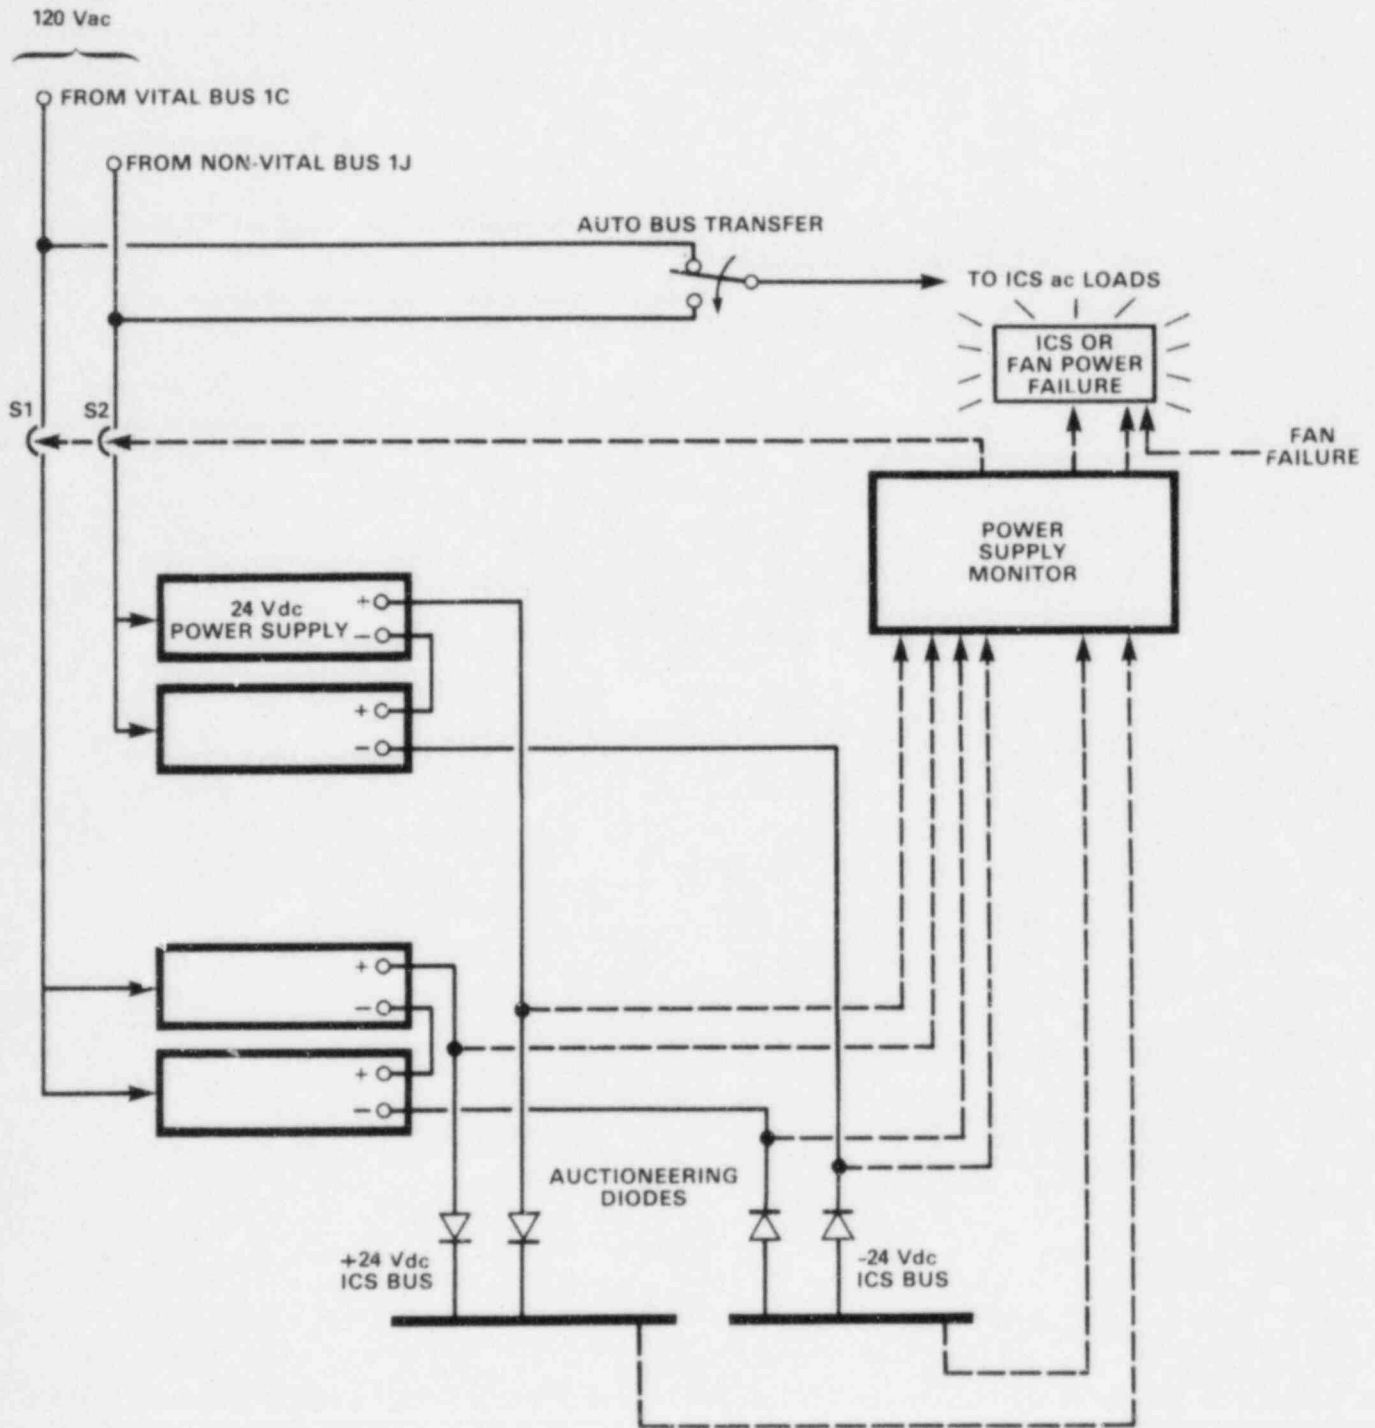 120 Vac
FROM VITAL BUS 1C
FROM NON-VITAL BUS 1J
AUTO BUS TRANSFER
TO ICS ac LOADS
ICS OR
FAN POWER
FAILURE
S1
S2
FAN
FAILURE
POWER
SUPPLY
MONITOR
24 Vdc
POWER SUPPLY
+
−
+
−
+
−
+
−
AUCTIONEERING
DIODES
+24 Vdc
ICS BUS
-24 Vdc
ICS BUS